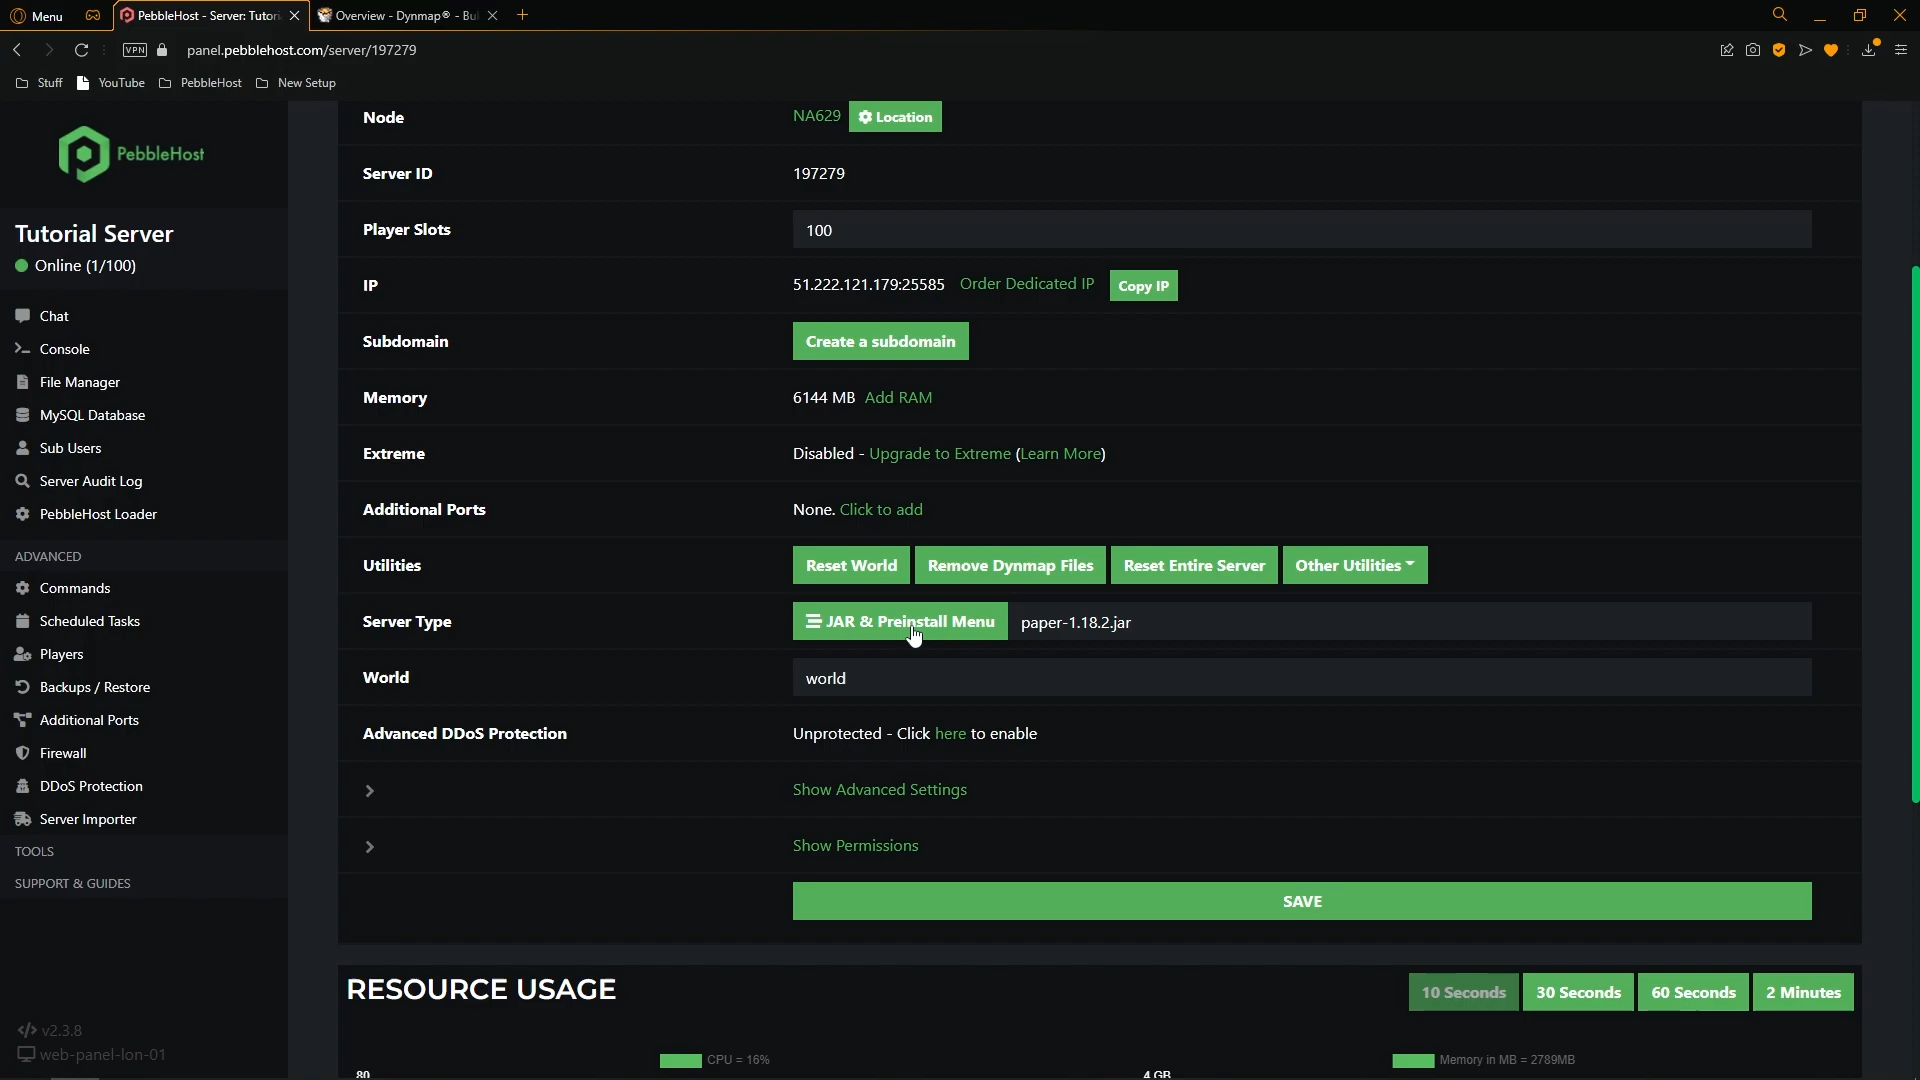 Menu
PebbleHost - Server: Tutori
Overview - Dynmap® - Bu
VPN
panel.pebblehost.com/server/197279
Stuff
YouTube
PebbleHost
New Setup
PebbleHost
Tutorial Server
Online (1/100)
Chat
Console
File Manager
MySQL Database
Sub Users
Server Audit Log
PebbleHost Loader
ADVANCED
Commands
Scheduled Tasks
Players
Backups / Restore
Additional Ports
Firewall
DDoS Protection
Server Importer
TOOLS
SUPPORT & GUIDES
</> v2.3.8
web-panel-lon-01
Node
NA629 Location
Server ID
197279
Player Slots
100
IP
51.222.121.179:25585 Order Dedicated IP Copy IP
Subdomain
Create a subdomain
Memory
6144 MB Add RAM
Extreme
Disabled - Upgrade to Extreme (Learn More)
Additional Ports
None. Click to add
Utilities
Reset World Remove Dynmap Files Reset Entire Server Other Utilities
Server Type
JAR & Preinstall Menu paper-1.18.2.jar
World
world
Advanced DDoS Protection
Unprotected - Click here to enable
Show Advanced Settings
Show Permissions
SAVE
RESOURCE USAGE
10 Seconds 30 Seconds 60 Seconds 2 Minutes
CPU = 16%
Memory in MB = 2789MB
80
4 GB